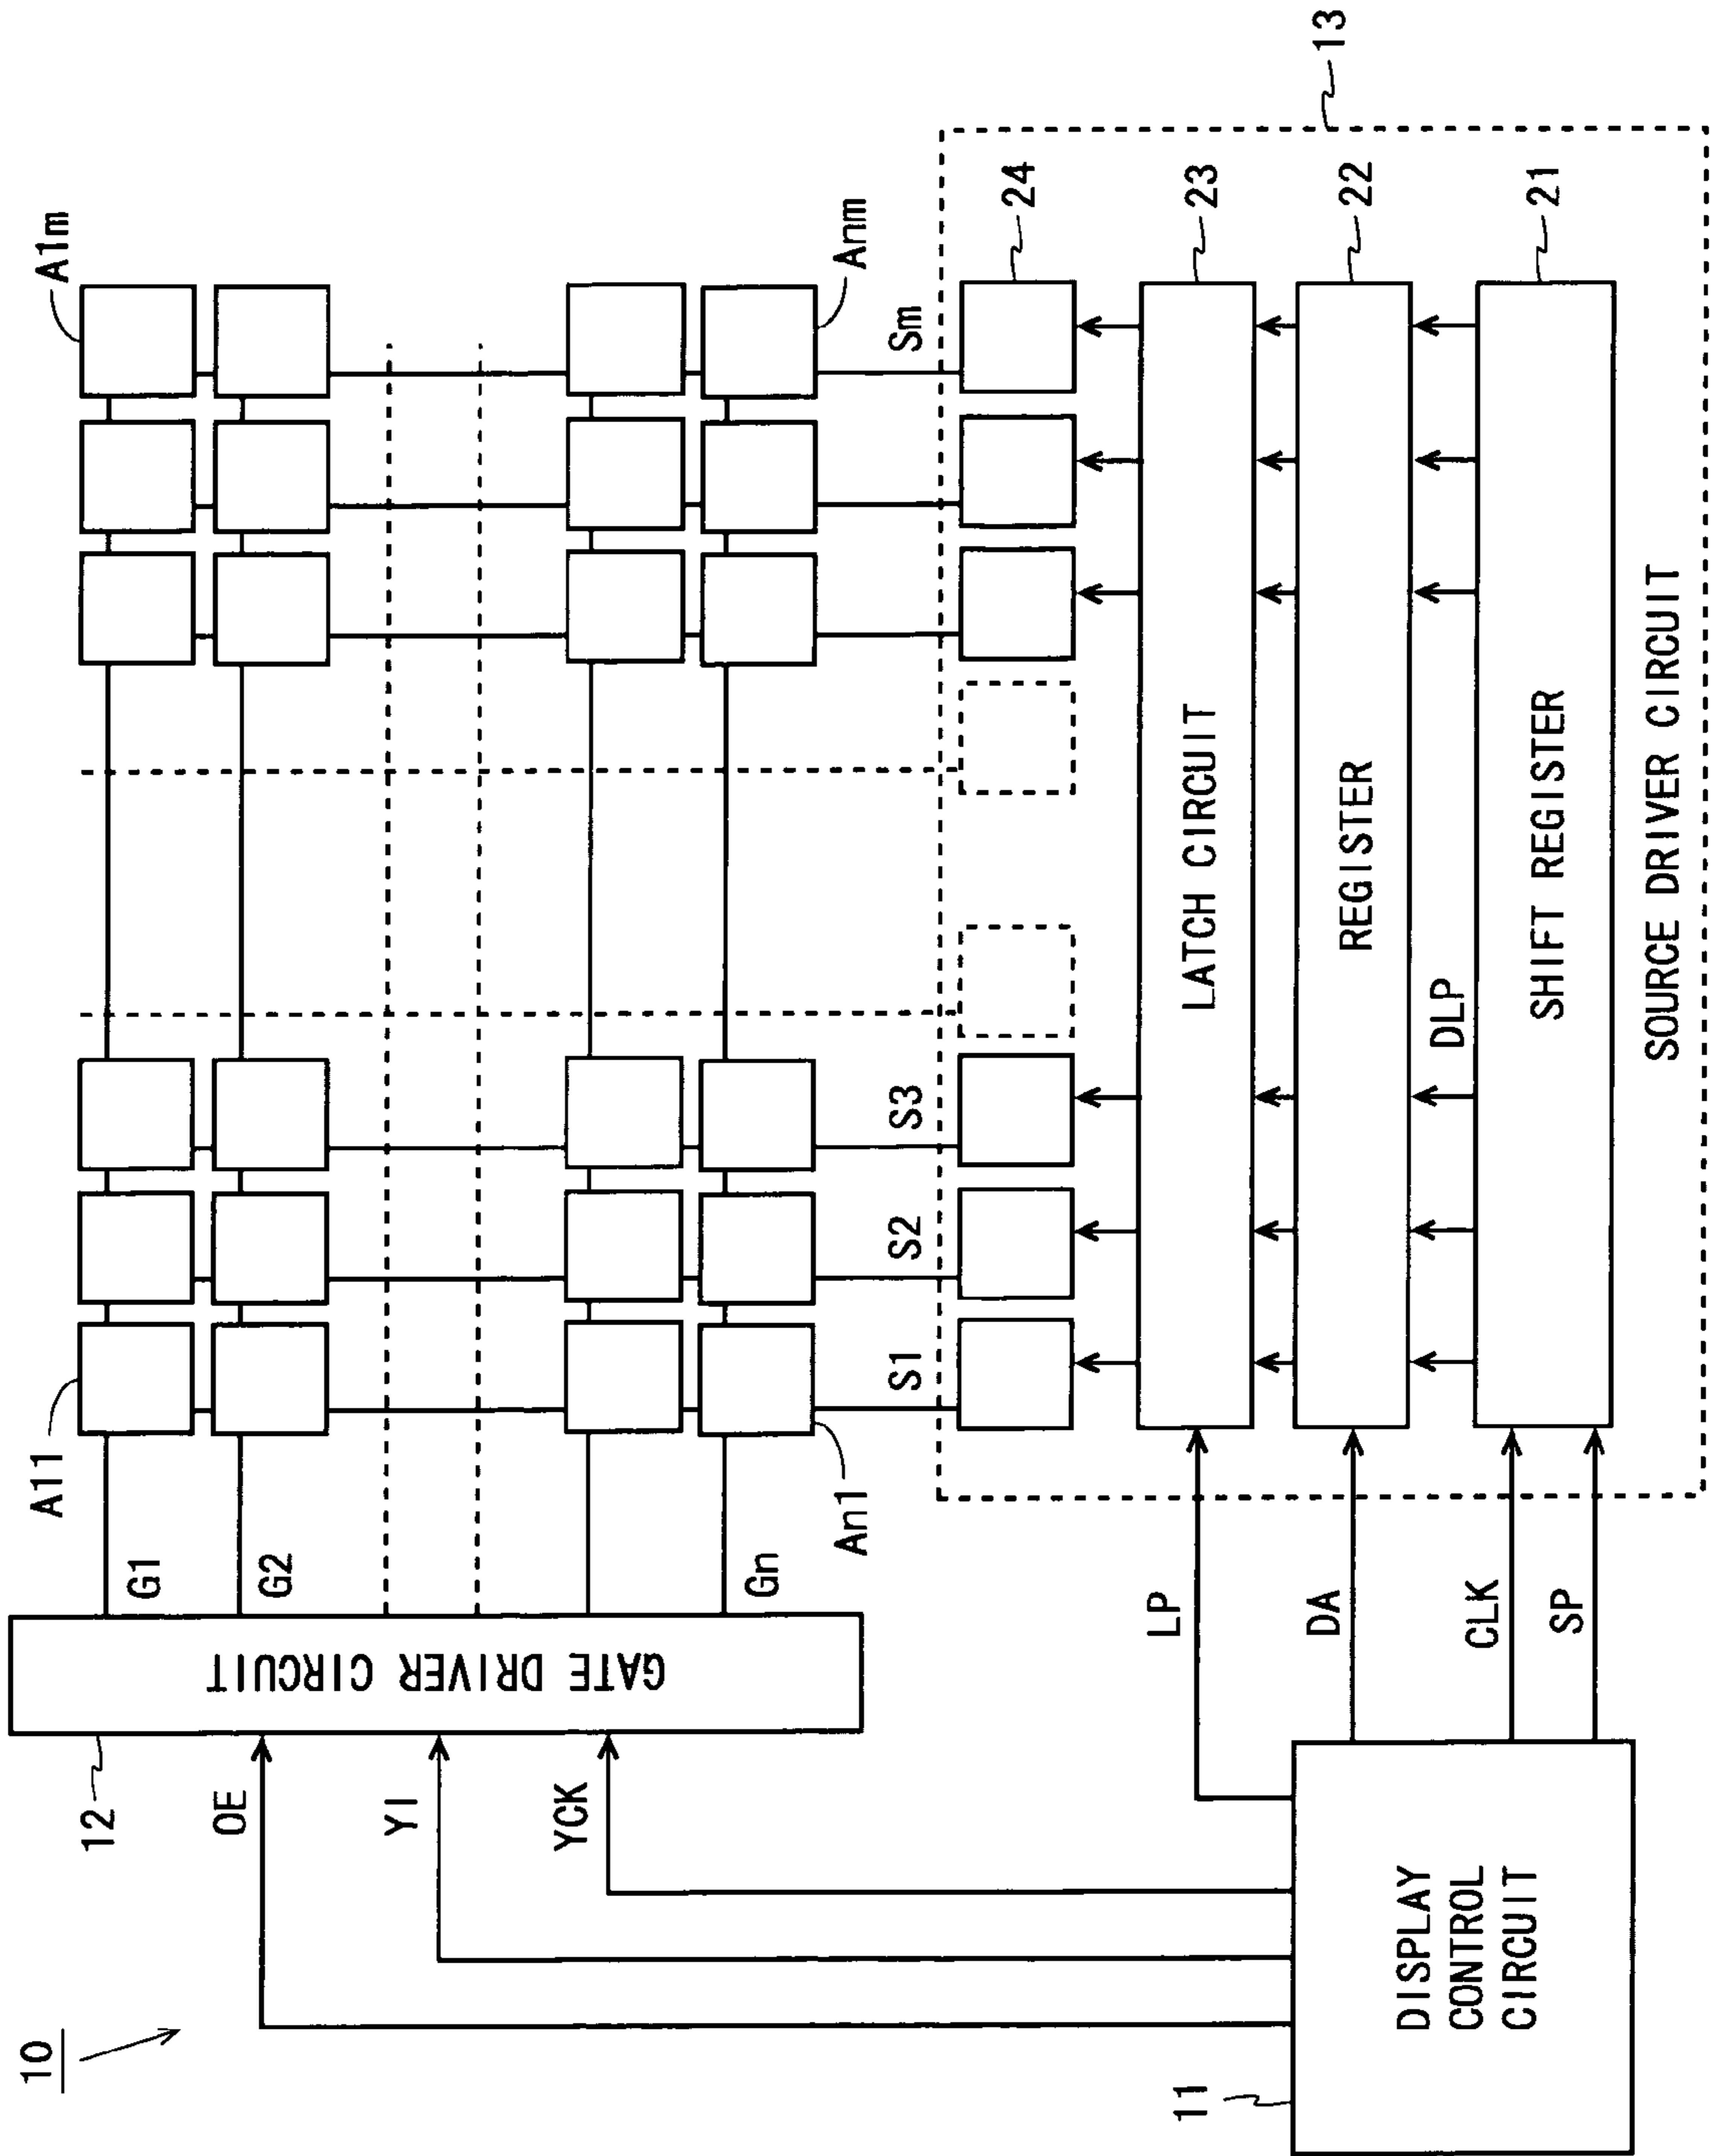 10
12
OE
YI
YCK
GATE DRIVER CIRCUIT
G1
G2
Gn
A11
An1
A1m
Anm
S1
S2
S3
Sm
11
DISPLAY
CONTROL
CIRCUIT
LP
DA
CLK
SP
13
24
LATCH CIRCUIT
23
REGISTER
22
DLP
SHIFT REGISTER
21
SOURCE DRIVER CIRCUIT